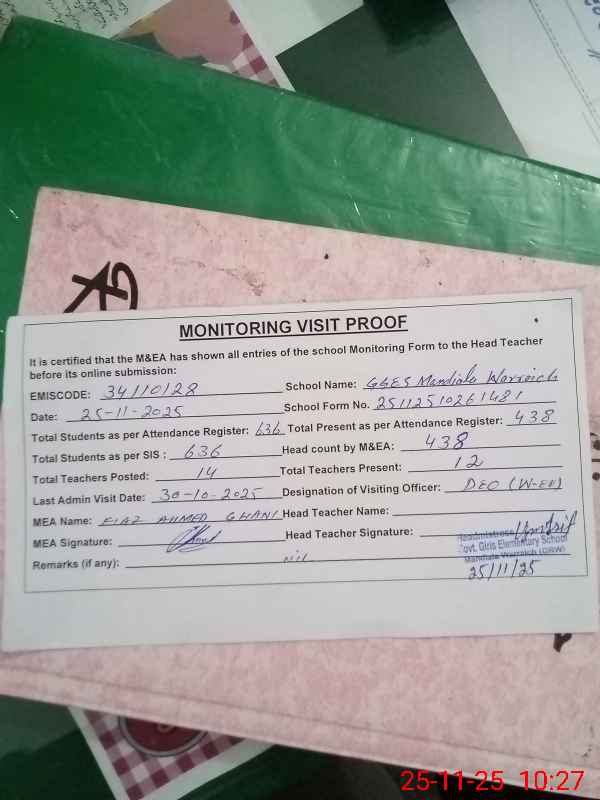 MONITORING VISIT PROOF
It is certified that the M&EA has shown all entries of the school Monitoring Form to the Head Teacher
before its online submission:
EMISCODE: 34110128 School Name: GGES Mandiala Warraich
Date: 25-11-2025 School Form No. 25112510261481
Total Students as per Attendance Register: 636 Total Present as per Attendance Register: 438
Total Students as per SIS : 636 Head count by M&EA: 438
Total Teachers Posted: 14 Total Teachers Present: 12
Last Admin Visit Date: 30-10-2025 Designation of Visiting Officer: DEO (W-EE)
MEA Name: FIAZ AHMED GHANI Head Teacher Name:
MEA Signature: Head Teacher Signature:
Headmistress
Govt. Girls Elementary School
Mandiala Warraich (GRW)
Remarks (if any): nil
25/11/25
25-11-25 10:27